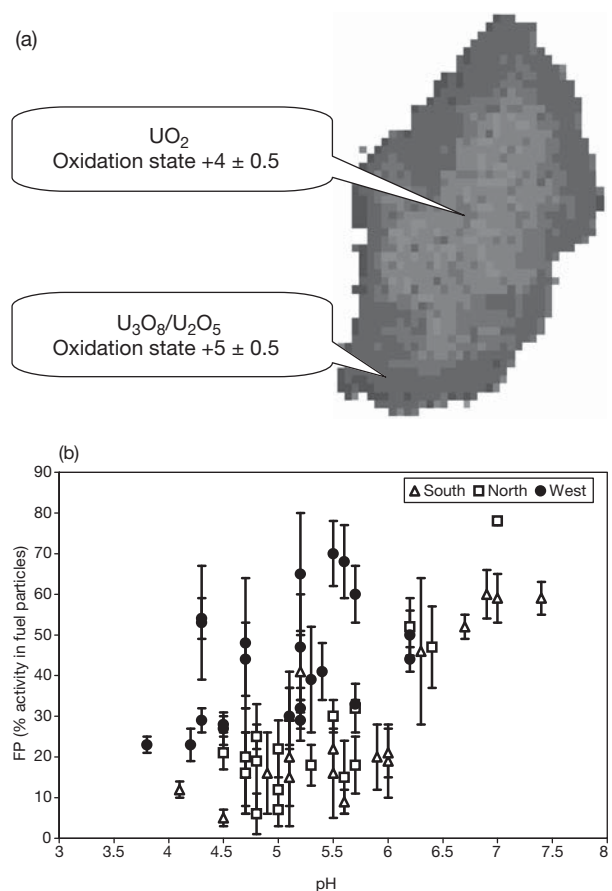 (a)
UO₂
Oxidation state +4 ± 0.5
U₃O₈/U₂O₅
Oxidation state +5 ± 0.5
(b)
90
80
70
60
50
40
30
20
10
0
FP (% activity in fuel particles)
South North West
3 3.5 4 4.5 5 5.5 6 6.5 7 7.5 8
pH